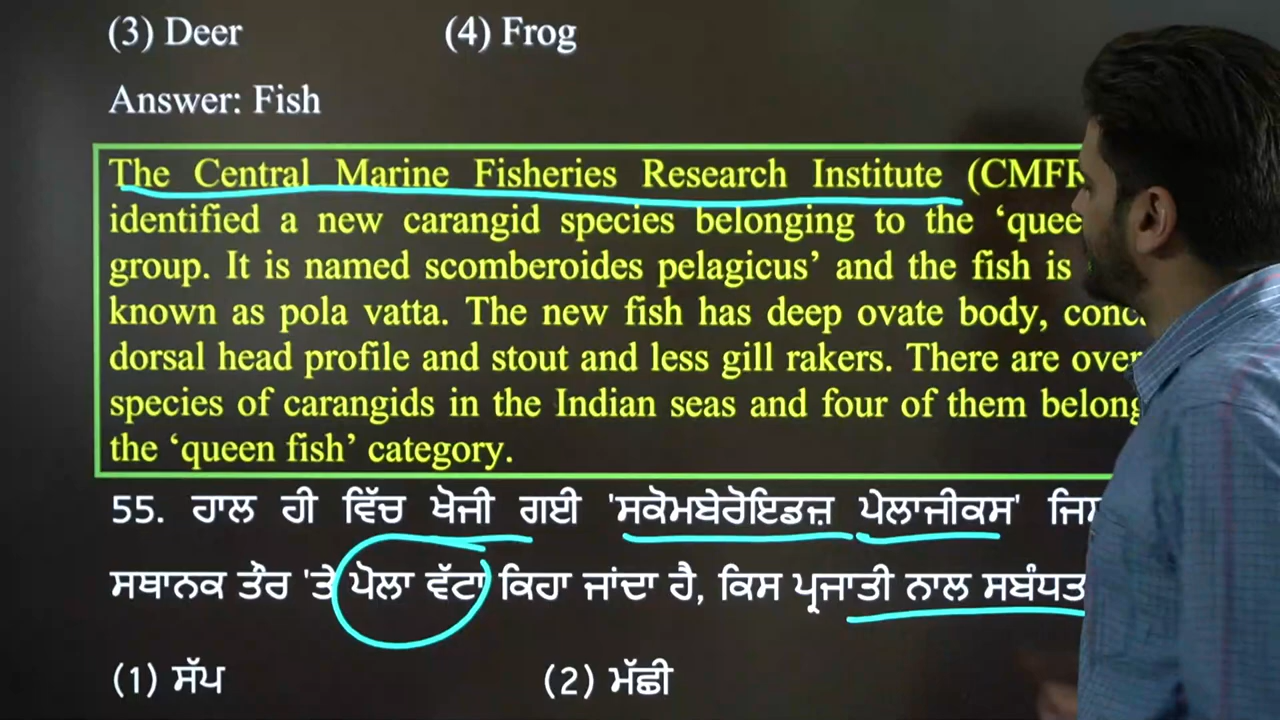 (3) Deer (4) Frog
Answer: Fish
The Central Marine Fisheries Research Institute (CMFR
identified a new carangid species belonging to the ‘quee
group. It is named scomberoides pelagicus’ and the fish is
known as pola vatta. The new fish has deep ovate body,
dorsal head profile and stout and less gill rakers. There are over
species of carangids in the Indian seas and four of them belong
the ‘queen fish’ category.
55. ਹਾਲ ਹੀ ਵਿੱਚ ਖੋਜੀ ਗਈ 'ਸਕੋਮਬੇਰੋਇਡਜ਼ ਪੇਲਾਜੀਕਸ'
ਸਥਾਨਕ ਤੌਰ 'ਤੇ ਪੋਲਾ ਵੱਟਾ ਕਿਹਾ ਜਾਂਦਾ ਹੈ, ਕਿਸ ਪ੍ਰਜਾਤੀ ਨਾਲ ਸਬੰਧਤ
(1) ਸੱਪ (2) ਮੱਛੀ